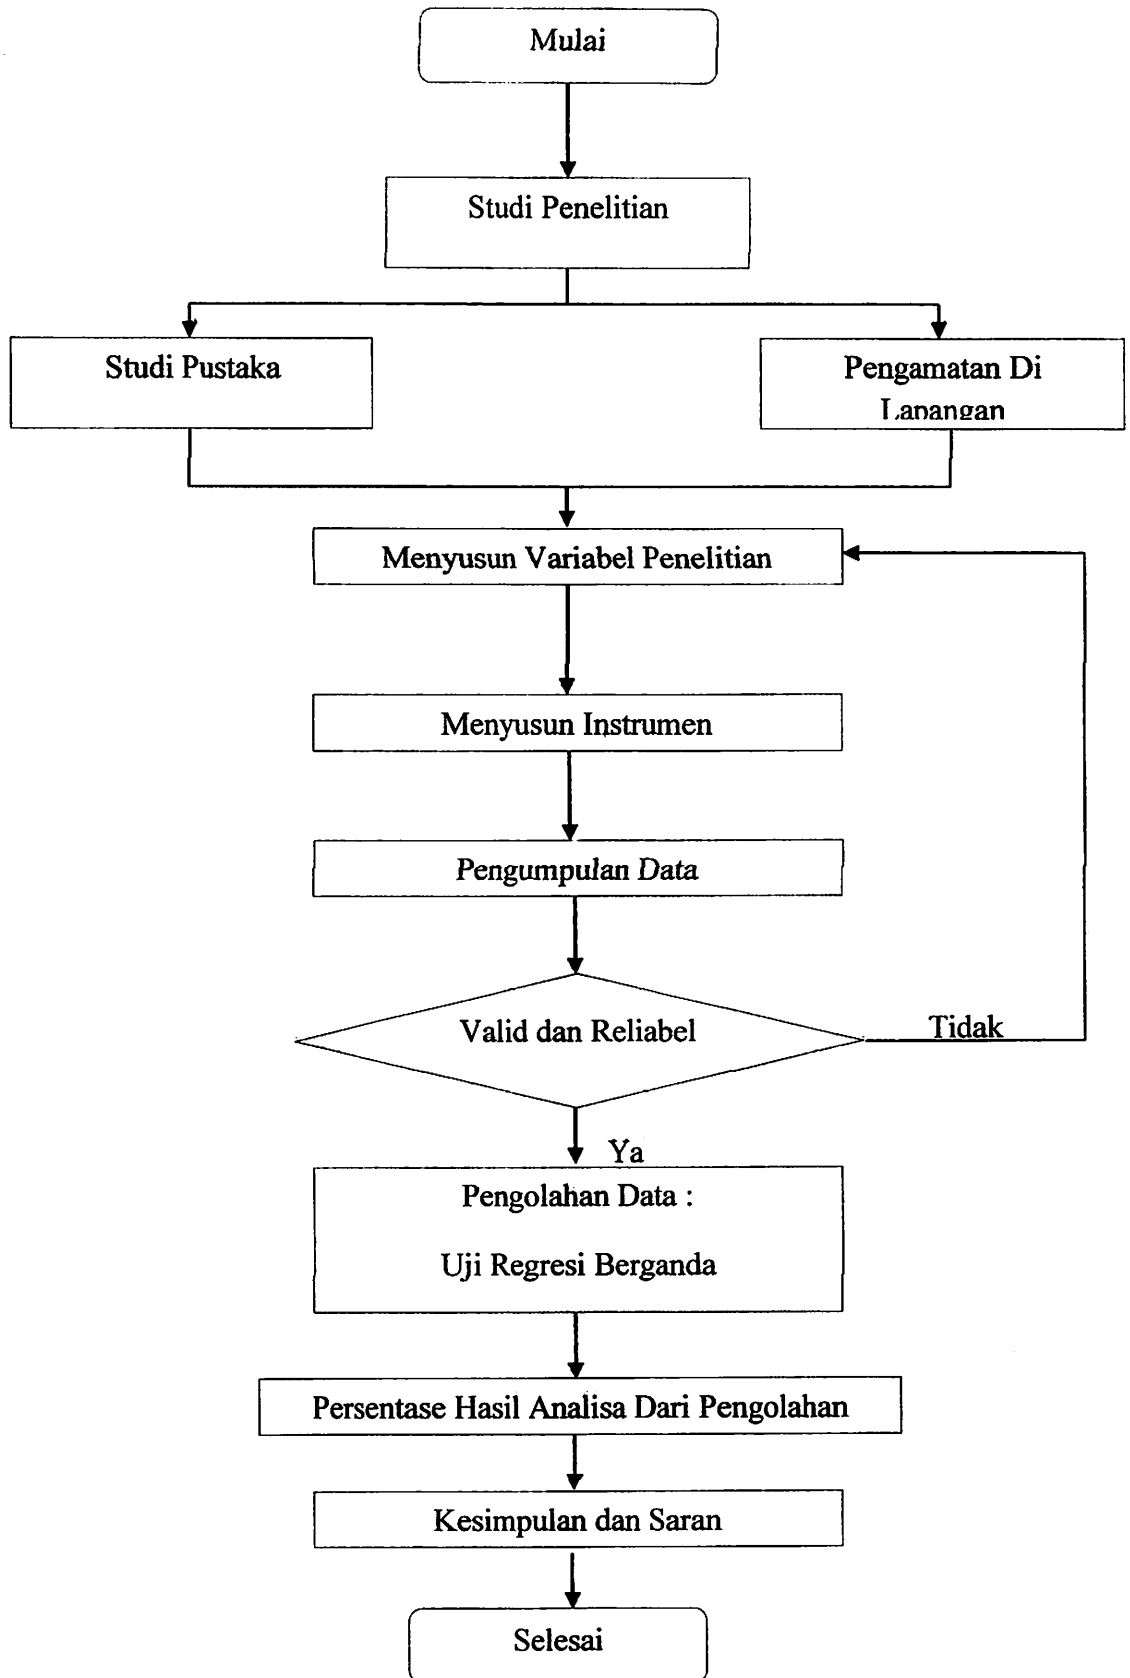 Mulai
Studi Penelitian
Studi Pustaka
Pengamatan Di
Lapangan
Menyusun Variabel Penelitian
Menyusun Instrumen
Pengumpulan Data
Valid dan Reliabel
Tidak
Ya
Pengolahan Data :
Uji Regresi Berganda
Persentase Hasil Analisa Dari Pengolahan
Kesimpulan dan Saran
Selesai